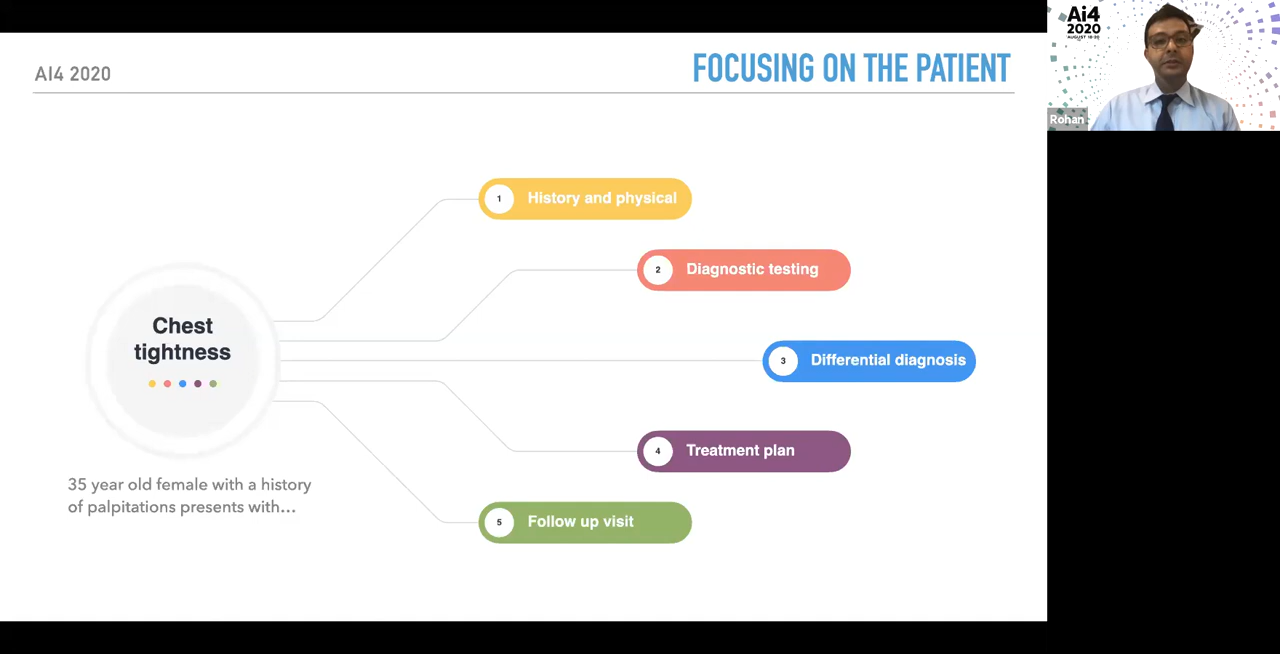 AI4 2020
FOCUSING ON THE PATIENT
1 History and physical
2 Diagnostic testing
Chest
tightness
3 Differential diagnosis
4 Treatment plan
35 year old female with a history
of palpitations presents with...
5 Follow up visit
Ai4
2020
Rohan